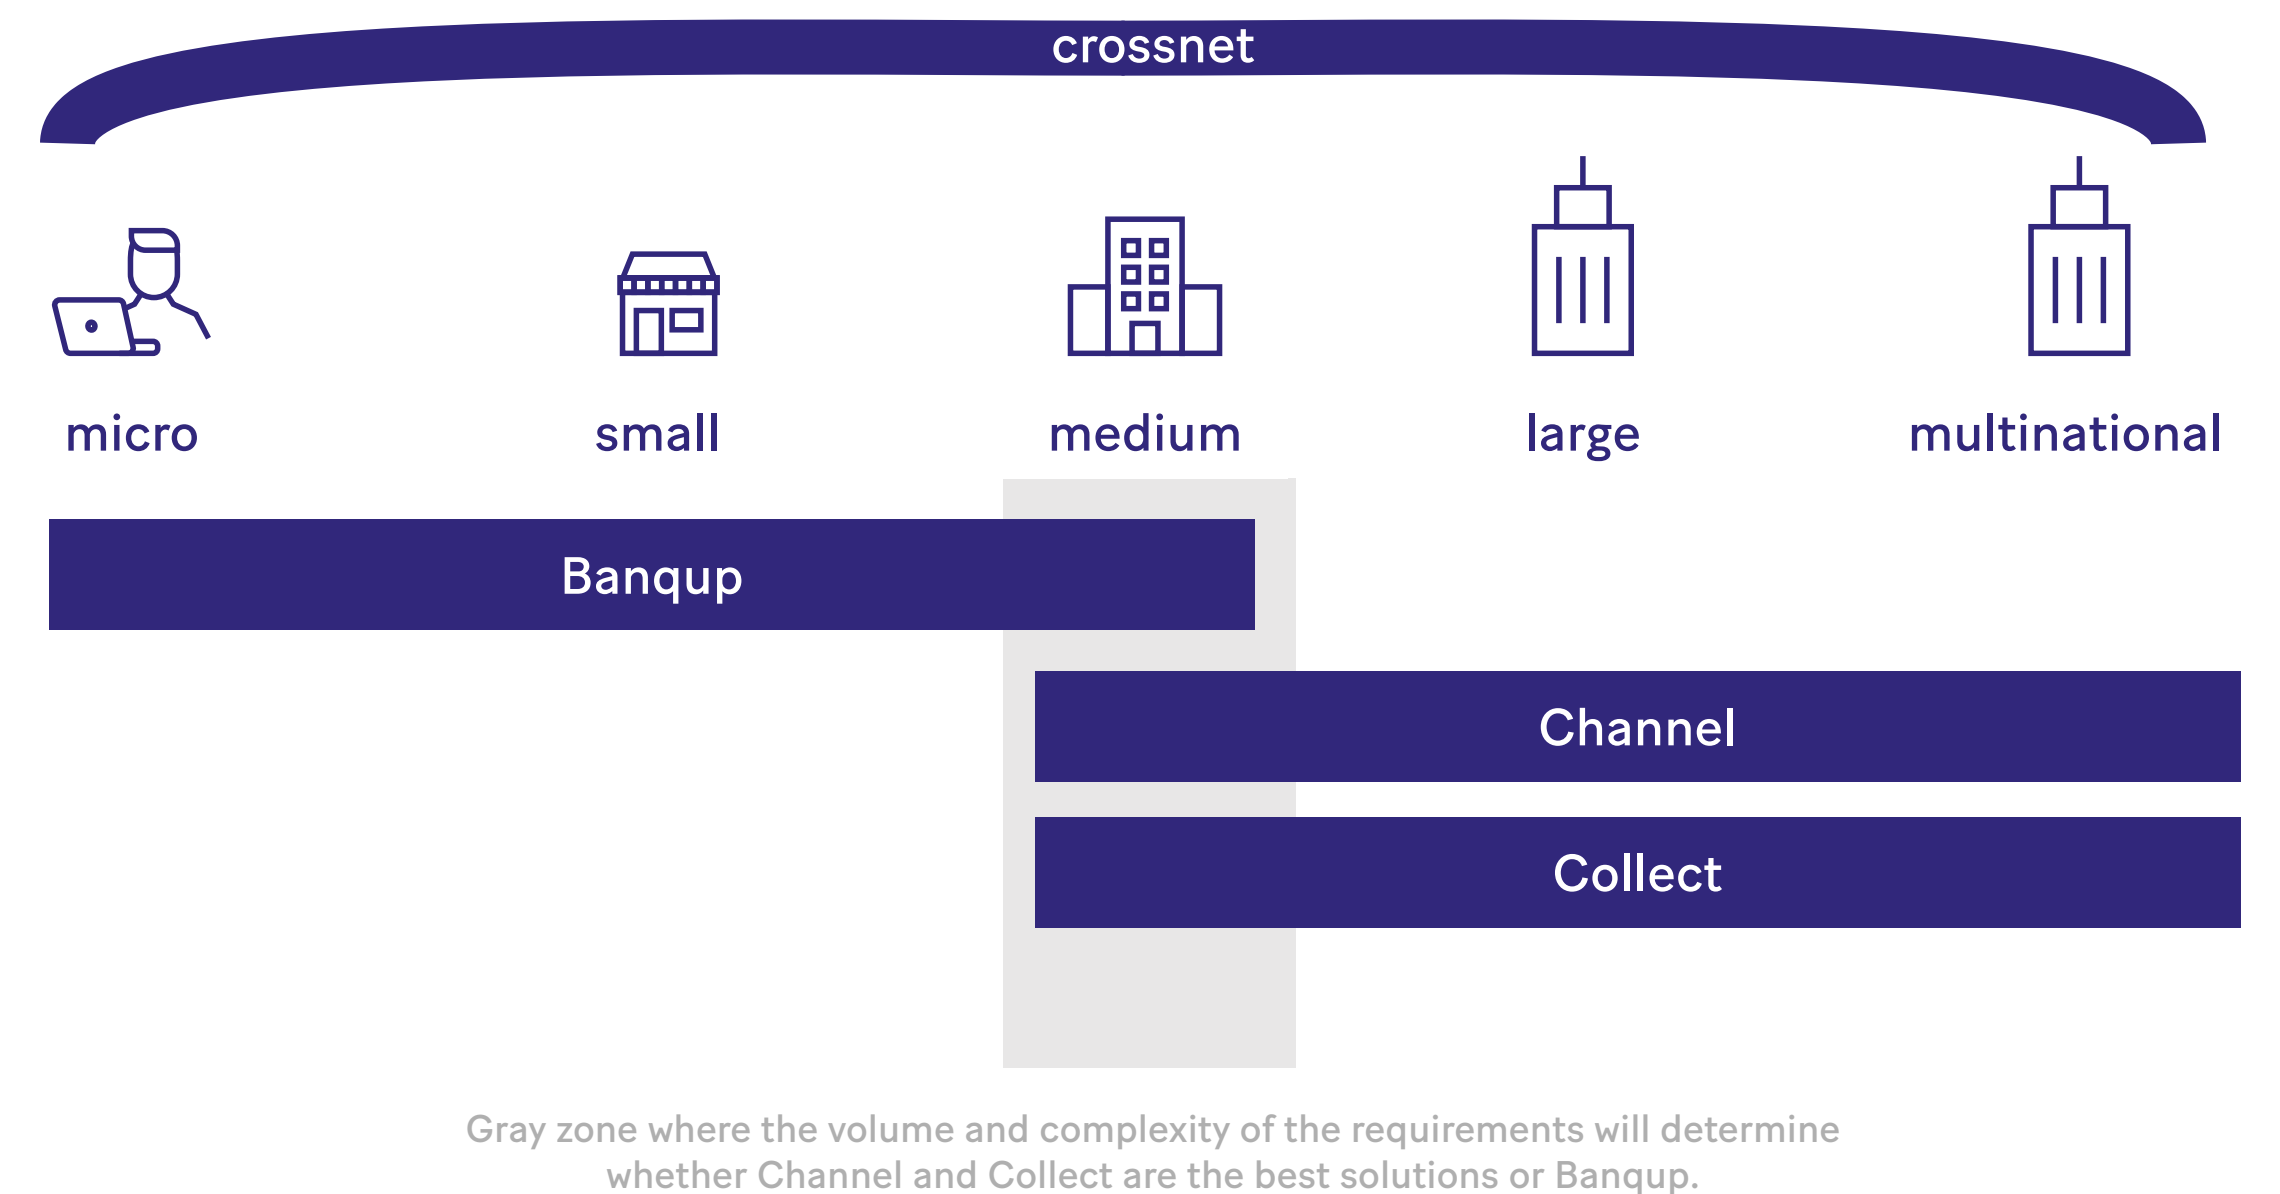 crossnet
micro
small
medium
large
multinational
Banqup
Channel
Collect
Gray zone where the volume and complexity of the requirements will determine
whether Channel and Collect are the best solutions or Banqup.